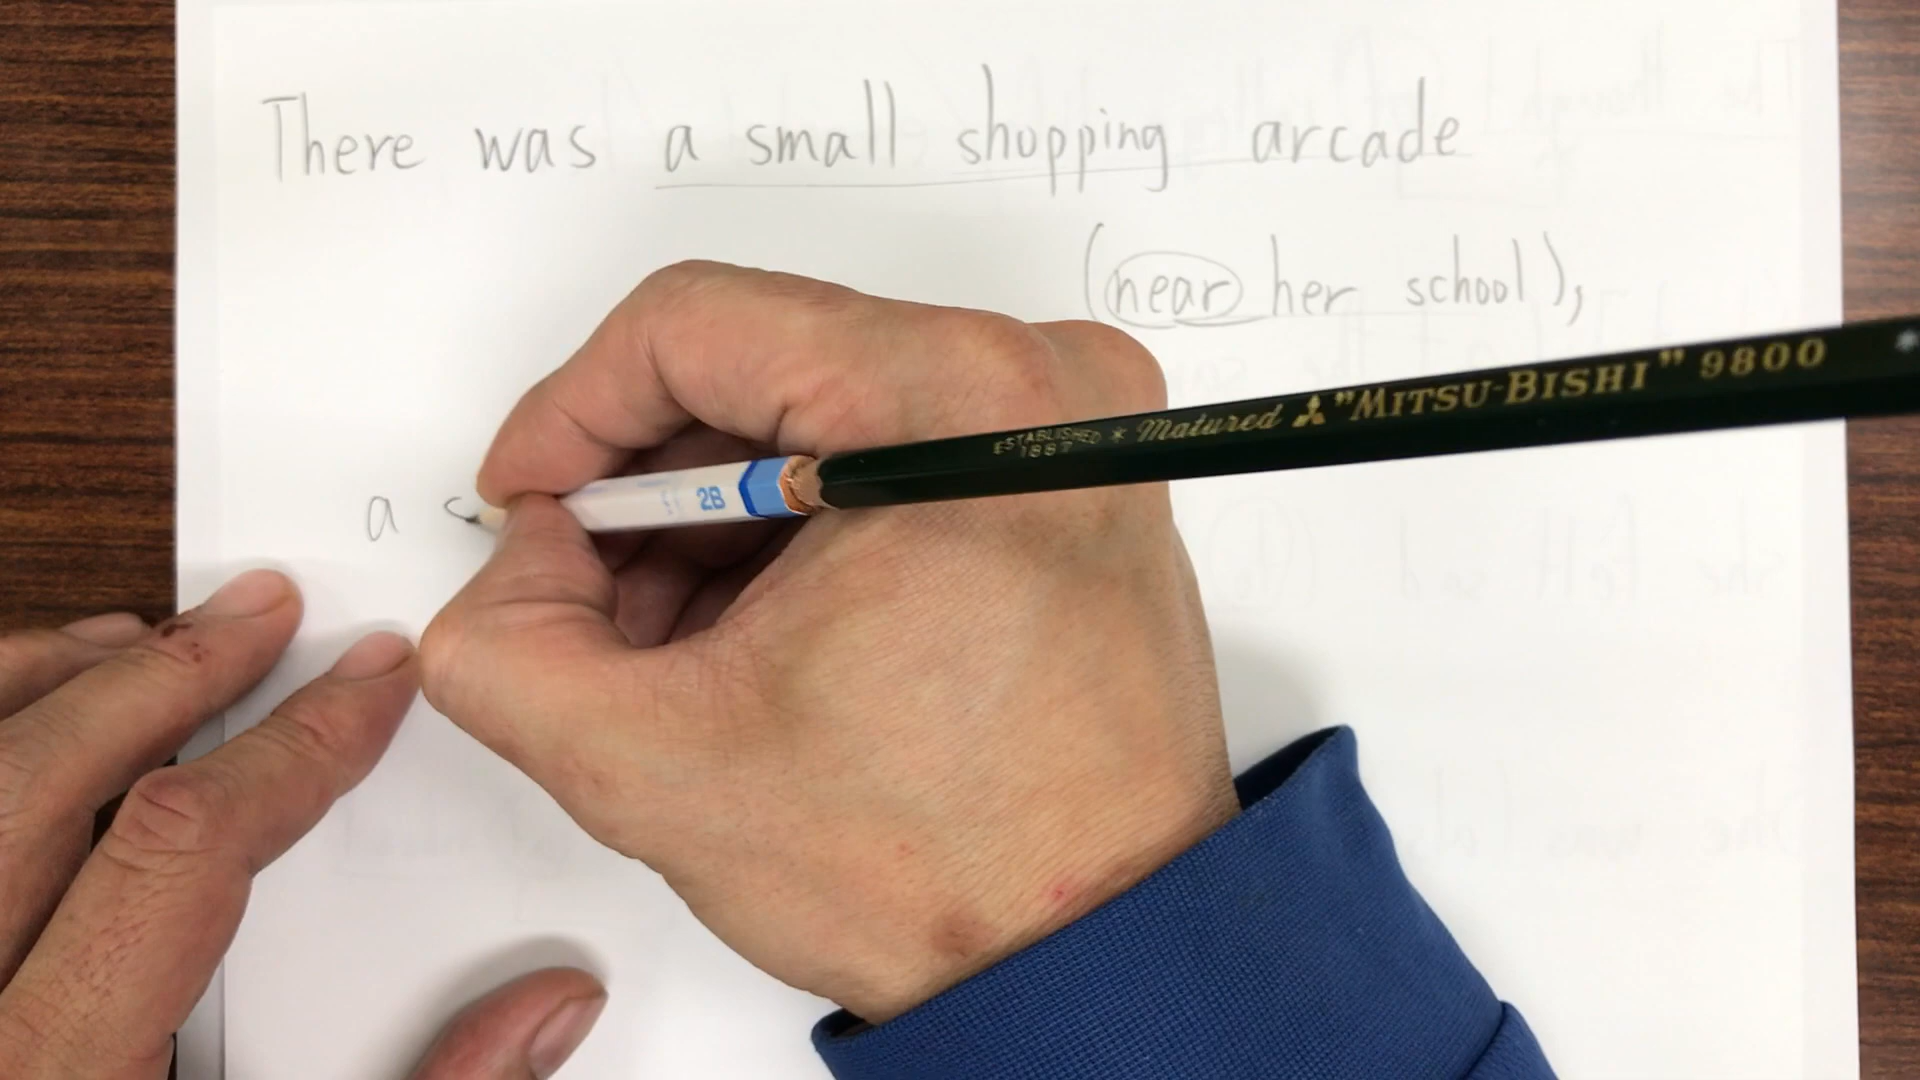 There was a small shopping arcade
(near her school),
ESTABLISHED 1887 * Matured "MITSU-BISHI" 9800
2B
a s